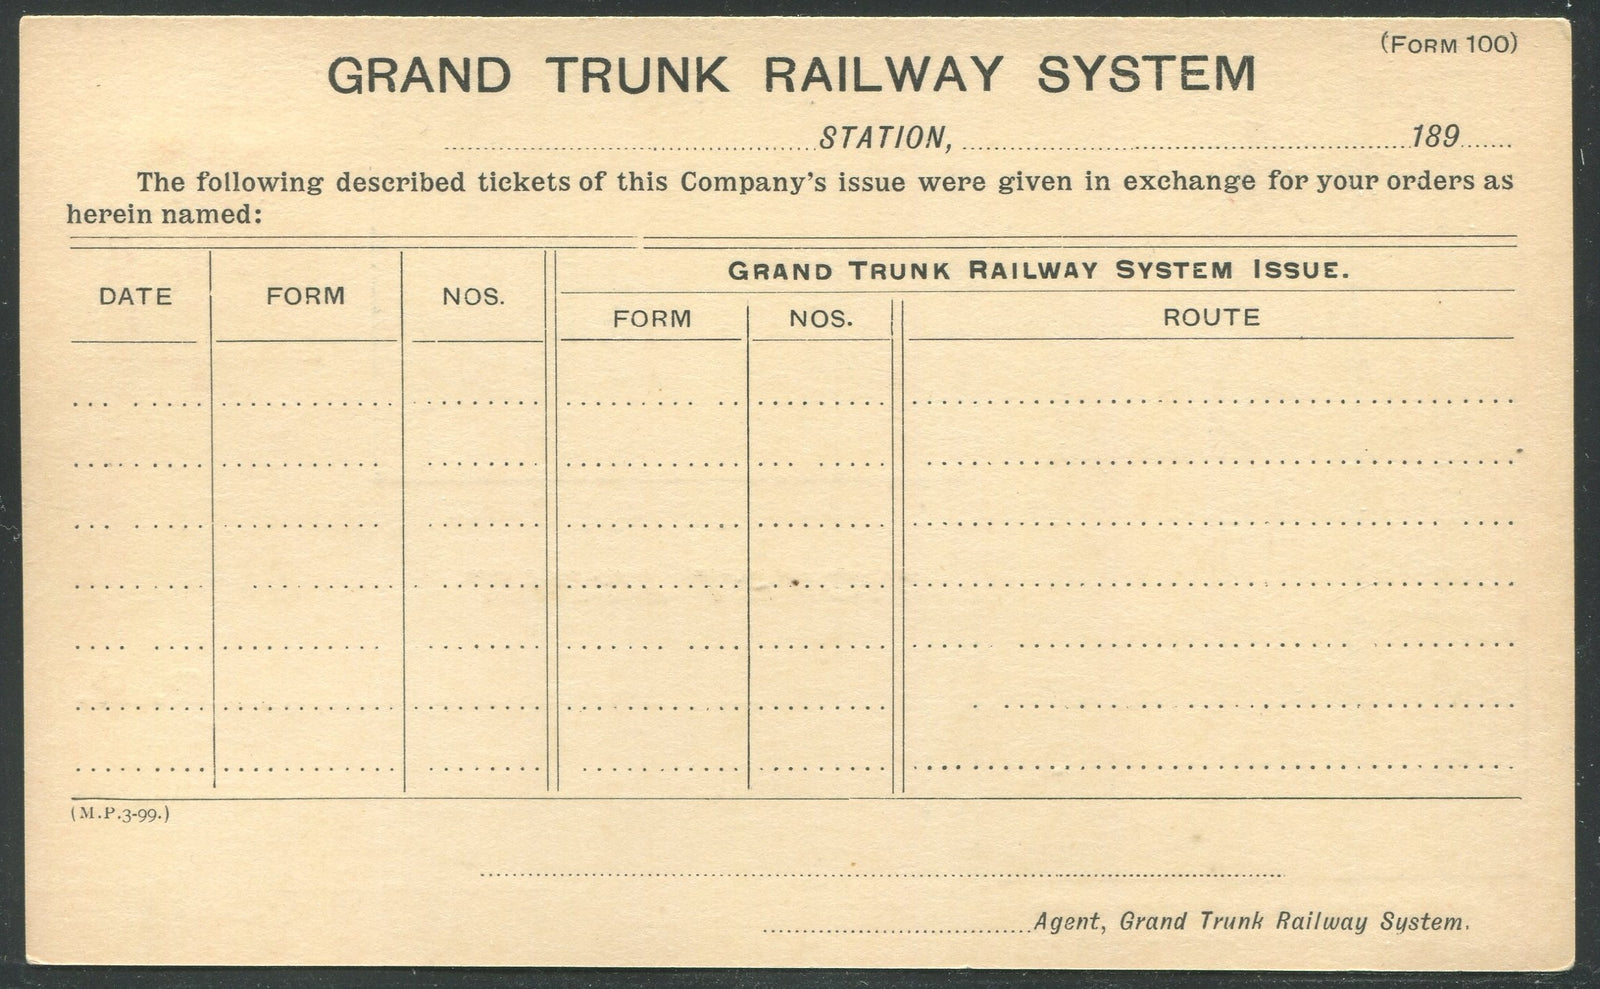 (FORM 100)
GRAND TRUNK RAILWAY SYSTEM
STATION, 189
The following described tickets of this Company's issue were given in exchange for your orders as
herein named:
GRAND TRUNK RAILWAY SYSTEM ISSUE.
DATE FORM NOS. FORM NOS. ROUTE
(M.P.3-99.)
Agent, Grand Trunk Railway System.